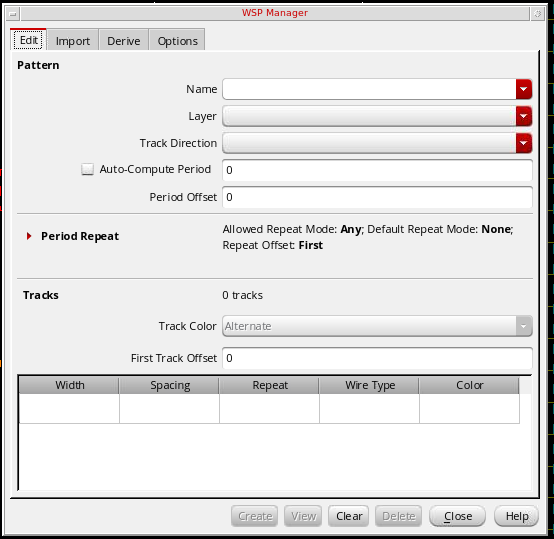 WSP Manager
Edit Import Derive Options
Pattern
Name
Layer
Track Direction
Auto-Compute Period 0
Period Offset 0
Period Repeat Allowed Repeat Mode: Any; Default Repeat Mode: None;
Repeat Offset: First
Tracks 0 tracks
Track Color Alternate
First Track Offset 0
Width Spacing Repeat Wire Type Color
Create View Clear Delete Close Help